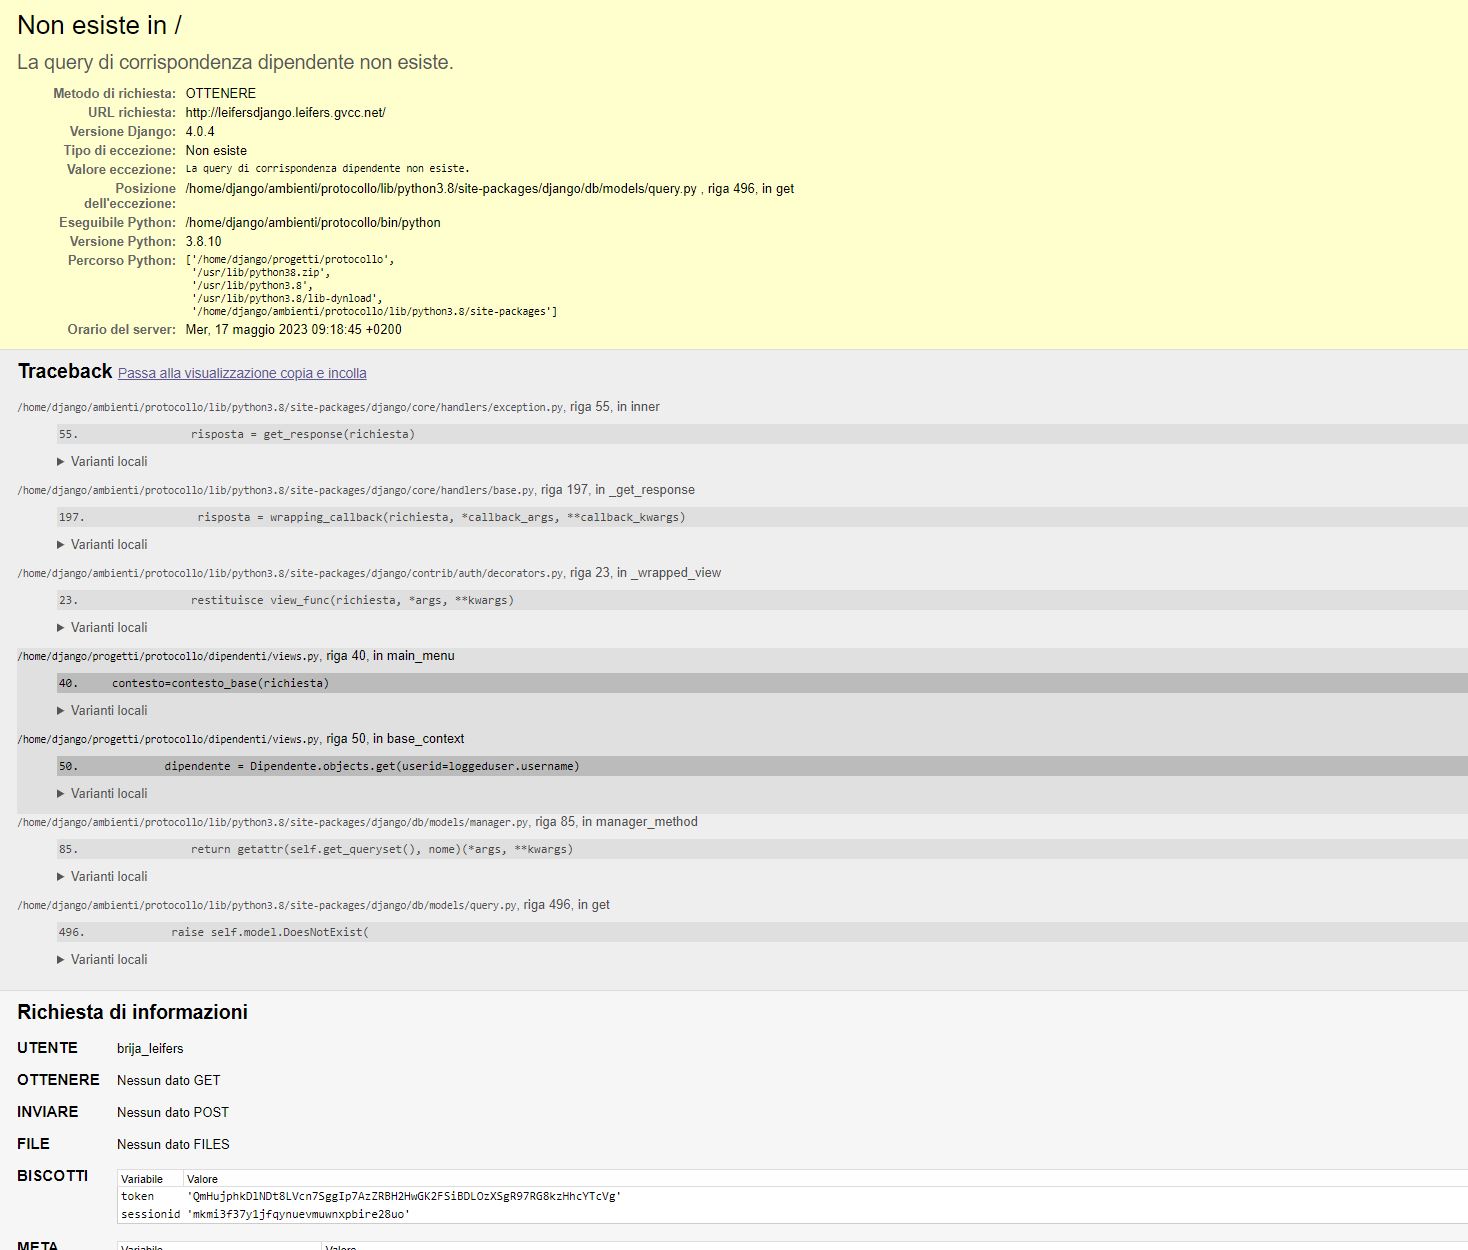 Non esiste in /
La query di corrispondenza dipendente non esiste.
Metodo di richiesta: OTTENERE
URL richiesta: http://leifersdjango.leifers.gvcc.net/
Versione Django: 4.0.4
Tipo di eccezione: Non esiste
Valore eccezione: La query di corrispondenza dipendente non esiste.
Posizione dell'eccezione: /home/django/ambienti/protocollo/lib/python3.8/site-packages/django/db/models/query.py , riga 496, in get
Eseguibile Python: /home/django/ambienti/protocollo/bin/python
Versione Python: 3.8.10
Percorso Python: ['/home/django/progetti/protocollo',
'/usr/lib/python38.zip',
'/usr/lib/python3.8',
'/usr/lib/python3.8/lib-dynload',
'/home/django/ambienti/protocollo/lib/python3.8/site-packages']
Orario del server: Mer, 17 maggio 2023 09:18:45 +0200
Traceback Passa alla visualizzazione copia e incolla
/home/django/ambienti/protocollo/lib/python3.8/site-packages/django/core/handlers/exception.py, riga 55, in inner
55. risposta = get_response(richiesta)
▶ Varianti locali
/home/django/ambienti/protocollo/lib/python3.8/site-packages/django/core/handlers/base.py, riga 197, in _get_response
197. risposta = wrapping_callback(richiesta, *callback_args, **callback_kwargs)
▶ Varianti locali
/home/django/ambienti/protocollo/lib/python3.8/site-packages/django/contrib/auth/decorators.py, riga 23, in _wrapped_view
23. restituisce view_func(richiesta, *args, **kwargs)
▶ Varianti locali
/home/django/progetti/protocollo/dipendenti/views.py, riga 40, in main_menu
40. contesto=contesto_base(richiesta)
▶ Varianti locali
/home/django/progetti/protocollo/dipendenti/views.py, riga 50, in base_context
50. dipendente = Dipendente.objects.get(userid=loggeduser.username)
▶ Varianti locali
/home/django/ambienti/protocollo/lib/python3.8/site-packages/django/db/models/manager.py, riga 85, in manager_method
85. return getattr(self.get_queryset(), nome)(*args, **kwargs)
▶ Varianti locali
/home/django/ambienti/protocollo/lib/python3.8/site-packages/django/db/models/query.py, riga 496, in get
496. raise self.model.DoesNotExist(
▶ Varianti locali
Richiesta di informazioni
UTENTE brija_leifers
OTTENERE Nessun dato GET
INVIARE Nessun dato POST
FILE Nessun dato FILES
BISCOTTI Variabile Valore
token 'QmHujphkDlNDt8LVcn7SggIp7AzZRBH2HwGK2FSiBDLOzXSgR97RG8kzHhcYTcVg'
sessionid 'mkmi3f37y1jfqynuevmuwnxpbire28uo'
META Variabile Valore